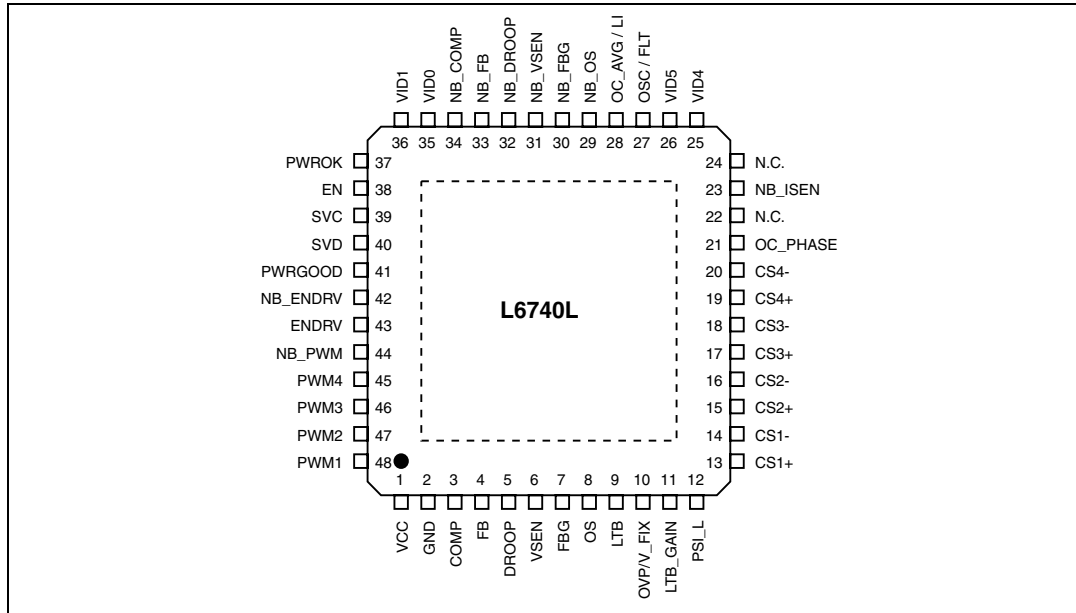 VID1
VID0
NB_COMP
NB_FB
NB_DROOP
NB_VSEN
NB_FBG
NB_OS
OC_AVG / LI
OSC / FLT
VID5
VID4
36 35 34 33 32 31 30 29 28 27 26 25
PWROK 37
EN 38
SVC 39
SVD 40
PWRGOOD 41
NB_ENDRV 42
ENDRV 43
NB_PWM 44
PWM4 45
PWM3 46
PWM2 47
PWM1 48
L6740L
24 N.C.
23 NB_ISEN
22 N.C.
21 OC_PHASE
20 CS4-
19 CS4+
18 CS3-
17 CS3+
16 CS2-
15 CS2+
14 CS1-
13 CS1+
1 2 3 4 5 6 7 8 9 10 11 12
VCC
GND
COMP
FB
DROOP
VSEN
FBG
OS
LTB
OVP/V_FIX
LTB_GAIN
PSI_L